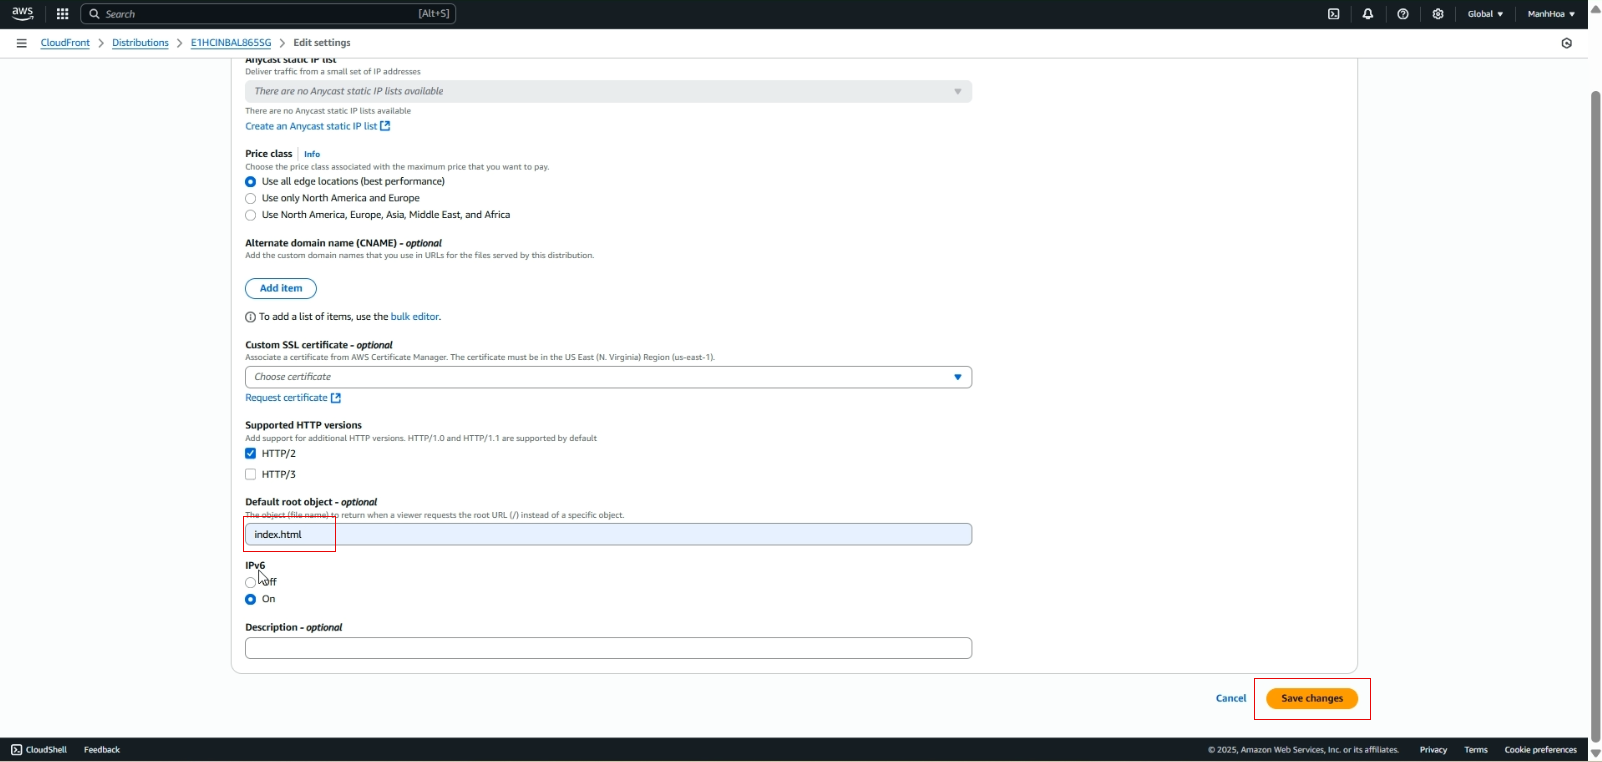 aws
Search [Alt+S]
Global ManhHoa
CloudFront > Distributions > E1HCINBAL865SG > Edit settings
Anycast static IP list
Deliver traffic from a small set of IP addresses
There are no Anycast static IP lists available
There are no Anycast static IP lists available
Create an Anycast static IP list
Price class Info
Choose the price class associated with the maximum price that you want to pay.
Use all edge locations (best performance)
Use only North America and Europe
Use North America, Europe, Asia, Middle East, and Africa
Alternate domain name (CNAME) - optional
Add the custom domain names that you use in URLs for the files served by this distribution.
Add item
To add a list of items, use the bulk editor.
Custom SSL certificate - optional
Associate a certificate from AWS Certificate Manager. The certificate must be in the US East (N. Virginia) Region (us-east-1).
Choose certificate
Request certificate
Supported HTTP versions
Add support for additional HTTP versions. HTTP/1.0 and HTTP/1.1 are supported by default
HTTP/2
HTTP/3
Default root object - optional
The object (file name) to return when a viewer requests the root URL (/) instead of a specific object.
index.html
IPv6
Off
On
Description - optional
Cancel Save changes
CloudShell Feedback © 2025, Amazon Web Services, Inc. or its affiliates. Privacy Terms Cookie preferences